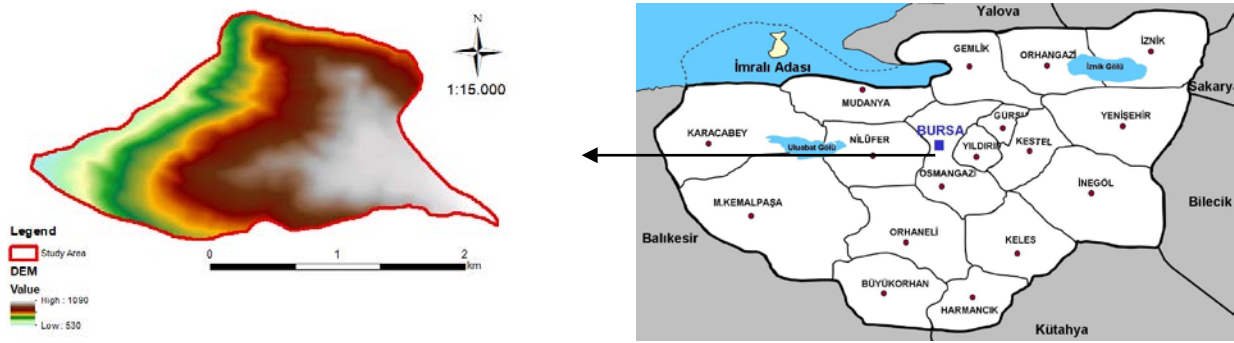 N
1:15.000
Legend
Study Area
DEM
Value
High : 1090
Low : 530
0
1
2
km
Yalova
İZNİK
GEMLİK
ORHANGAZİ
İznik Gölü
İmralı Adası
Sakarya
MUDANYA
GÜRSU
YENİŞEHİR
BURSA
KARACABEY
NİLÜFER
Uluabat Gölü
YILDIRIM
KESTEL
OSMANGAZİ
İNEGÖL
M.KEMALPAŞA
Bilecik
Balıkesir
ORHANELİ
KELES
BÜYÜKORHAN
HARMANCIK
Kütahya